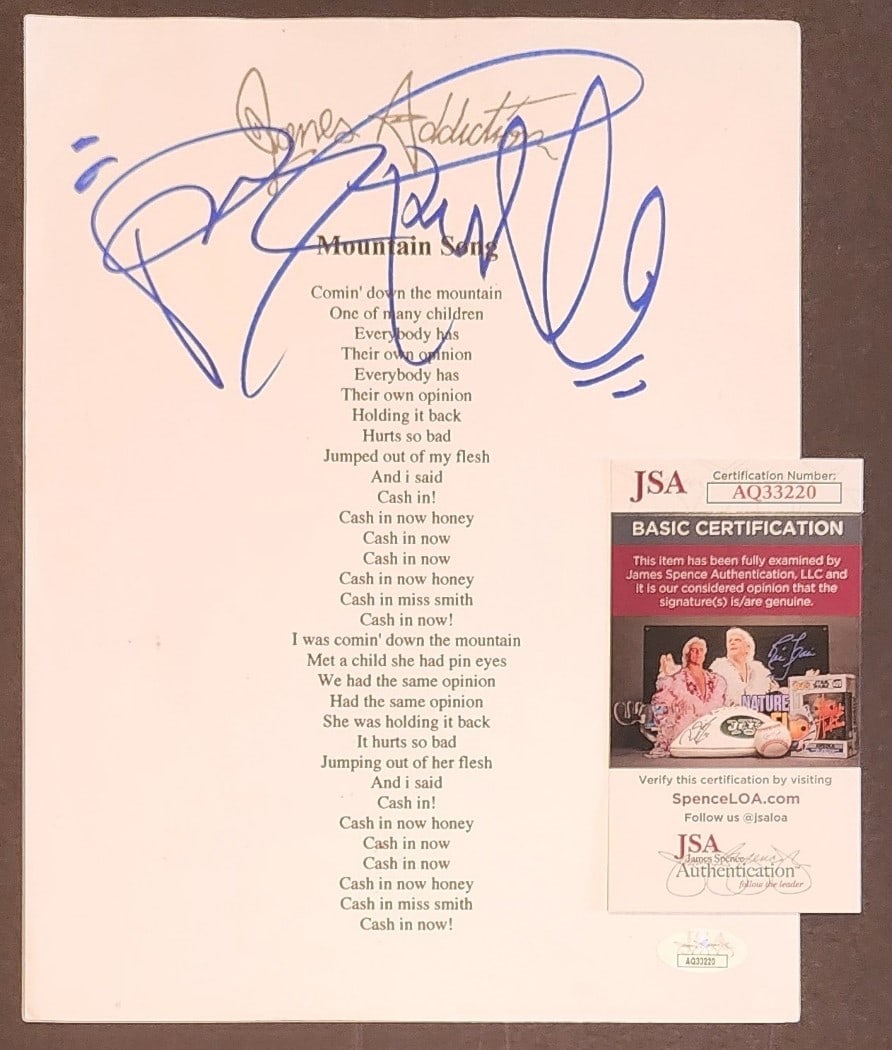 Janes Addiction
Mountain Song
Comin' down the mountain
One of many children
Everybody has
Their own opinion
Everybody has
Their own opinion
Holding it back
Hurts so bad
Jumped out of my flesh
And i said
Cash in!
Cash in now honey
Cash in now
Cash in now
Cash in now honey
Cash in miss smith
Cash in now!
I was comin' down the mountain
Met a child she had pin eyes
We had the same opinion
Had the same opinion
She was holding it back
It hurts so bad
Jumping out of her flesh
And i said
Cash in!
Cash in now honey
Cash in now
Cash in now
Cash in now honey
Cash in miss smith
Cash in now!
JSA
Certification Number:
AQ33220
BASIC CERTIFICATION
This item has been fully examined by
James Spence Authentication, LLC and
it is our considered opinion that the
signature(s) is/are genuine.
NATURE
Verify this certification by visiting
SpenceLOA.com
Follow us @jsaloa
JSA
James Spence
Authentication
follow the leader
AQ33220